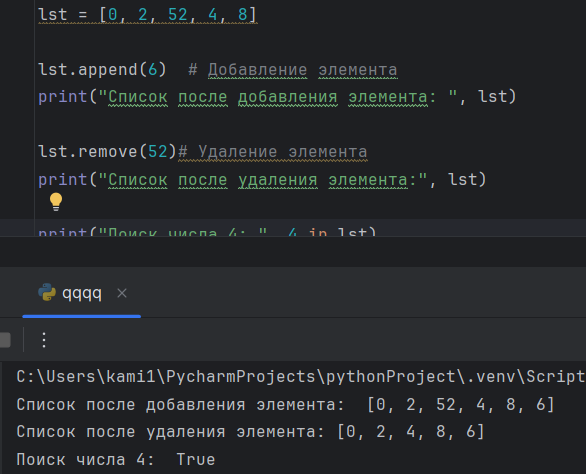 lst = [0, 2, 52, 4, 8]
lst.append(6)  # Добавление элемента
print("Список после добавления элемента: ", lst)
lst.remove(52)# Удаление элемента
print("Список после удаления элемента:", lst)
print("Поиск числа 4: ", 4 in lst)
qqqq
C:\Users\kami1\PycharmProjects\pythonProject\.venv\Script
Список после добавления элемента:  [0, 2, 52, 4, 8, 6]
Список после удаления элемента: [0, 2, 4, 8, 6]
Поиск числа 4:  True